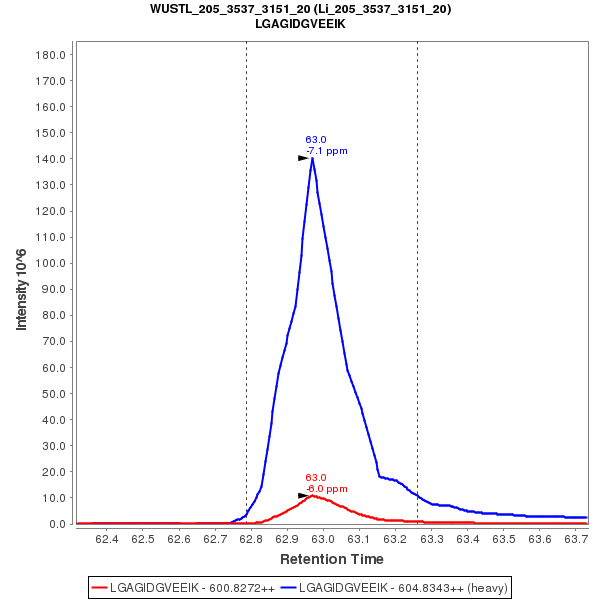 WUSTL_205_3537_3151_20 (Li_205_3537_3151_20)
LGAGIDGVEEIK
Intensity 10^6
180.0
170.0
160.0
150.0
140.0
130.0
120.0
110.0
100.0
90.0
80.0
70.0
60.0
50.0
40.0
30.0
20.0
10.0
0.0
63.0
-7.1 ppm
63.0
-6.0 ppm
62.4 62.5 62.6 62.7 62.8 62.9 63.0 63.1 63.2 63.3 63.4 63.5 63.6 63.7
Retention Time
LGAGIDGVEEIK - 600.8272++ LGAGIDGVEEIK - 604.8343++ (heavy)